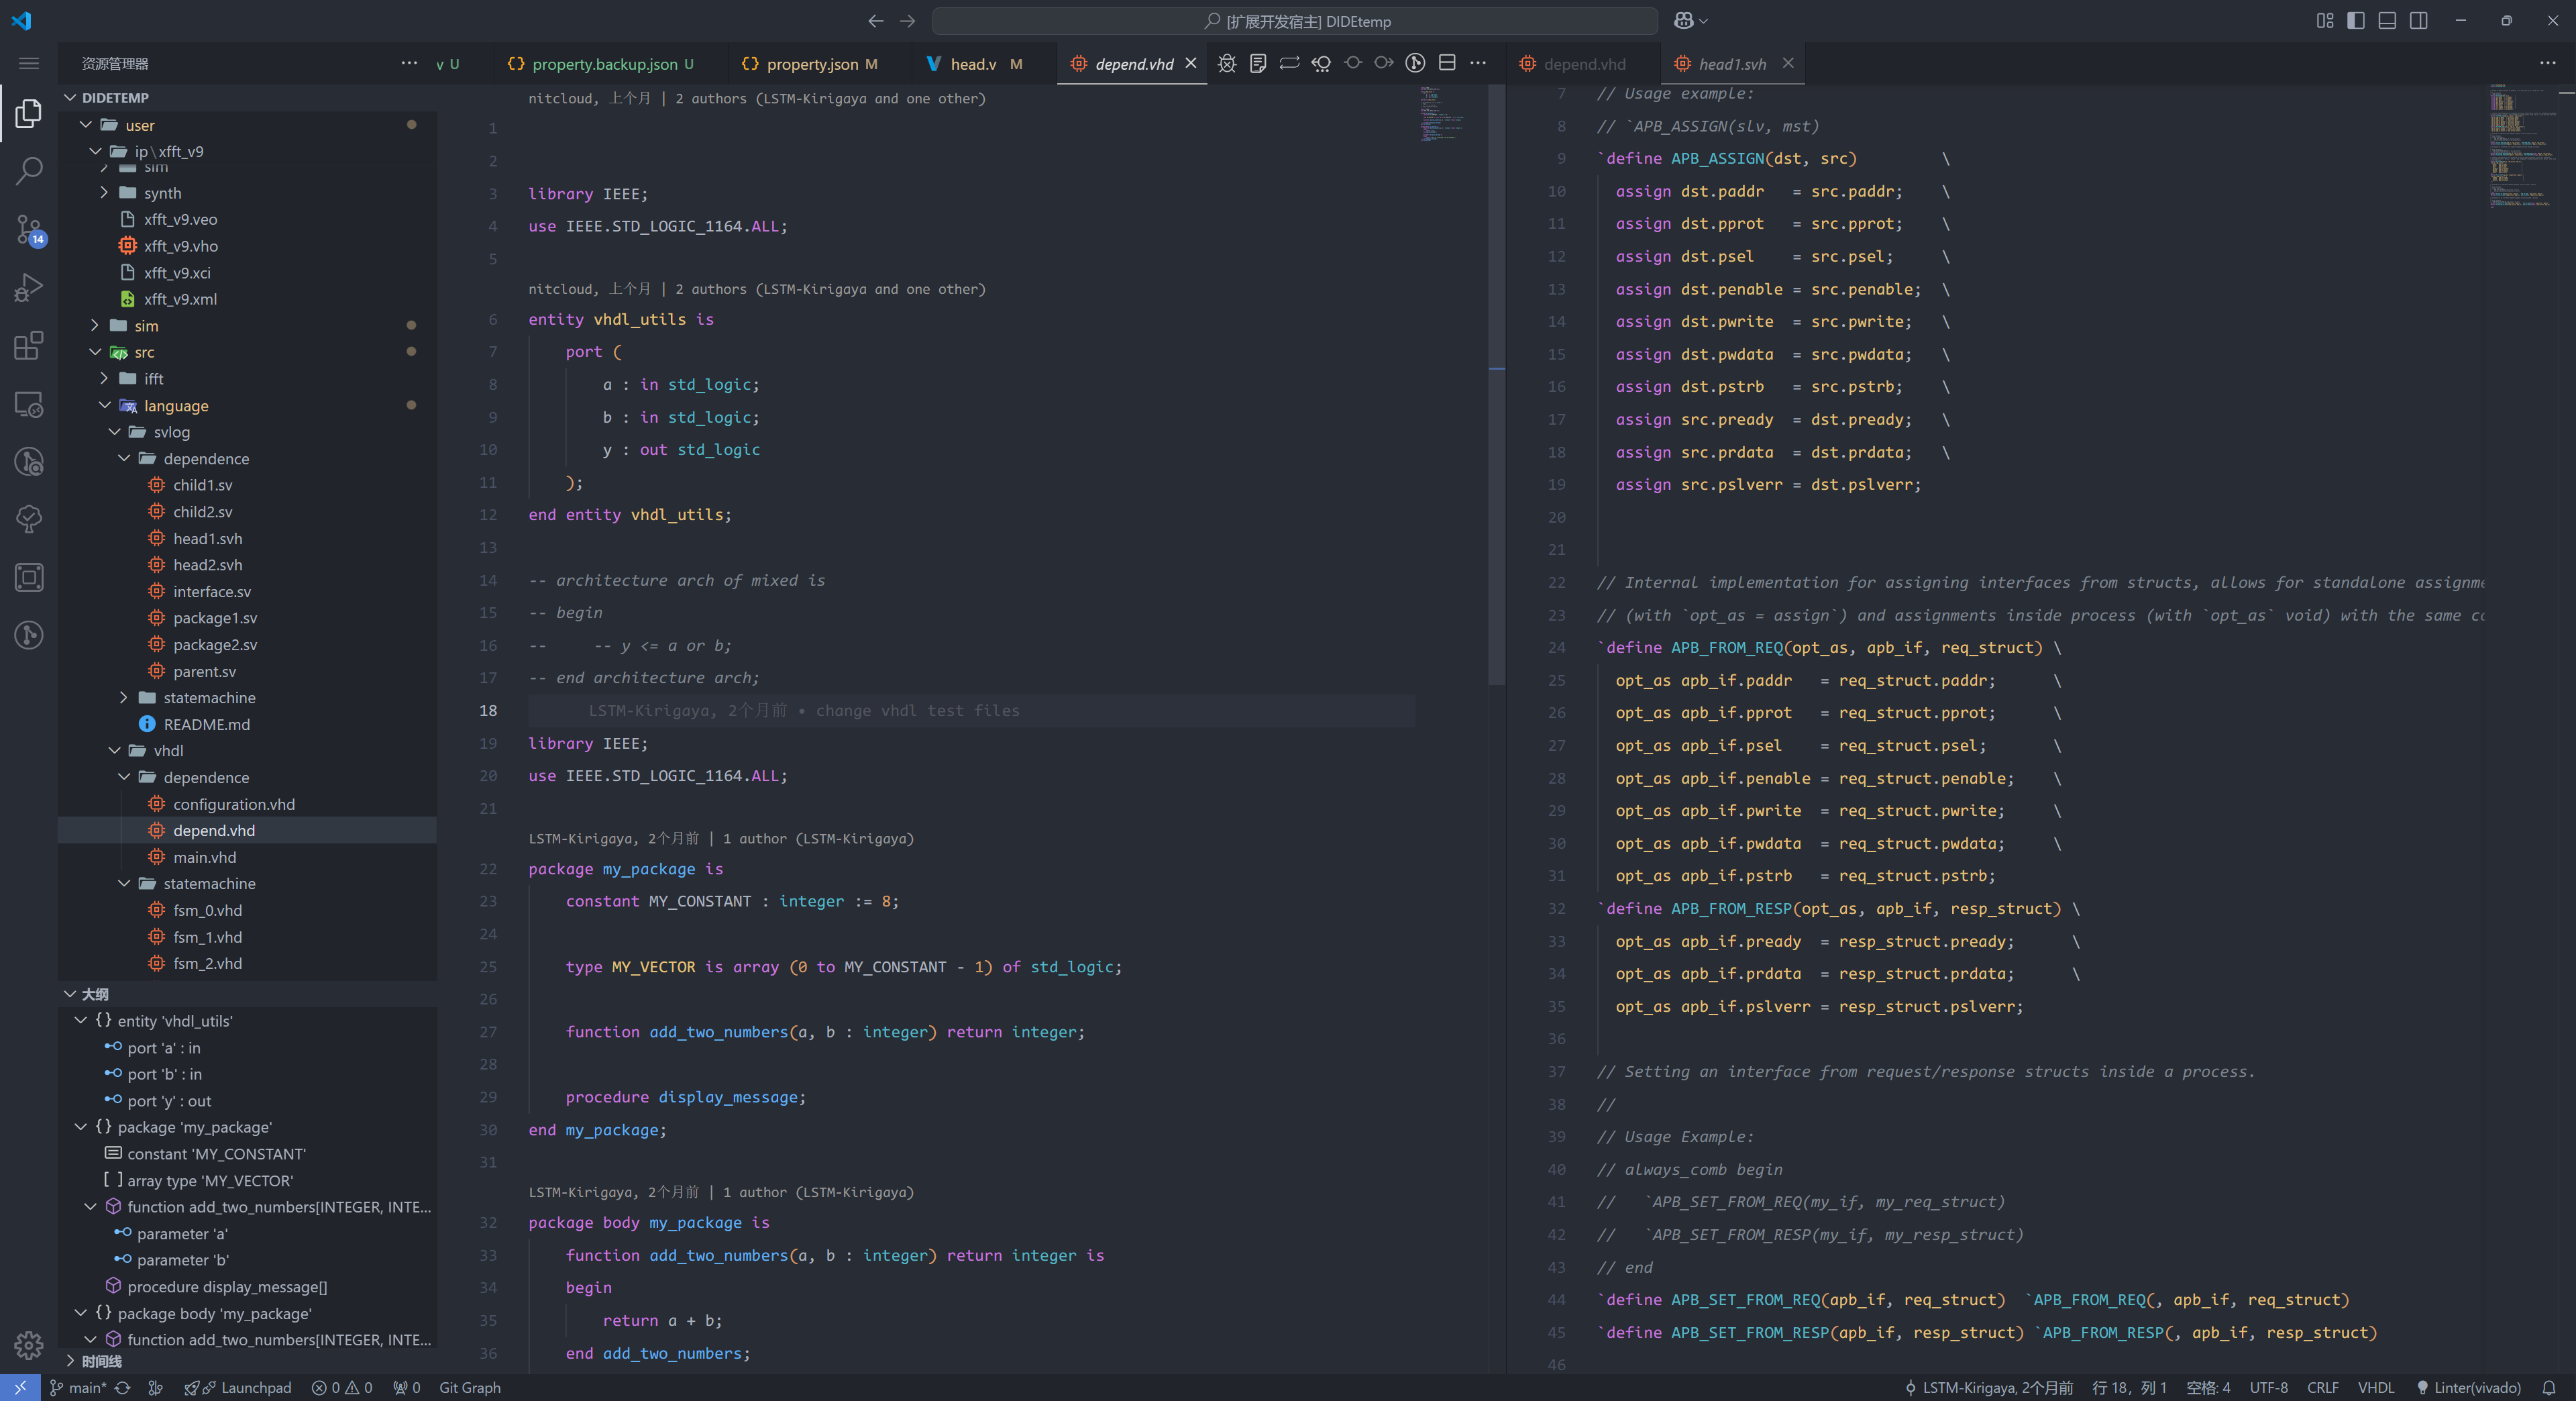 [扩展开发宿主] DIDEtemp
资源管理器
v U
property.backup.json U
property.json M
head.v M
depend.vhd
depend.vhd
head1.svh
DIDETEMP
user
ip\xfft_v9
sim
synth
xfft_v9.veo
xfft_v9.vho
xfft_v9.xci
xfft_v9.xml
sim
src
ifft
language
svlog
dependence
child1.sv
child2.sv
head1.svh
head2.svh
interface.sv
package1.sv
package2.sv
parent.sv
statemachine
README.md
vhdl
dependence
configuration.vhd
depend.vhd
main.vhd
statemachine
fsm_0.vhd
fsm_1.vhd
fsm_2.vhd
14
大纲
entity 'vhdl_utils'
port 'a' : in
port 'b' : in
port 'y' : out
package 'my_package'
constant 'MY_CONSTANT'
array type 'MY_VECTOR'
function add_two_numbers[INTEGER, INTE...
parameter 'a'
parameter 'b'
procedure display_message[]
package body 'my_package'
function add_two_numbers[INTEGER, INTE...
时间线
nitcloud, 上个月 | 2 authors (LSTM-Kirigaya and one other)
1
2
3 library IEEE;
4 use IEEE.STD_LOGIC_1164.ALL;
5
nitcloud, 上个月 | 2 authors (LSTM-Kirigaya and one other)
6 entity vhdl_utils is
7 port (
8 a : in std_logic;
9 b : in std_logic;
10 y : out std_logic
11 );
12 end entity vhdl_utils;
13
14 -- architecture arch of mixed is
15 -- begin
16 --     -- y <= a or b;
17 -- end architecture arch;
18 LSTM-Kirigaya, 2个月前 • change vhdl test files
19 library IEEE;
20 use IEEE.STD_LOGIC_1164.ALL;
21
LSTM-Kirigaya, 2个月前 | 1 author (LSTM-Kirigaya)
22 package my_package is
23 constant MY_CONSTANT : integer := 8;
24
25 type MY_VECTOR is array (0 to MY_CONSTANT - 1) of std_logic;
26
27 function add_two_numbers(a, b : integer) return integer;
28
29 procedure display_message;
30 end my_package;
31
LSTM-Kirigaya, 2个月前 | 1 author (LSTM-Kirigaya)
32 package body my_package is
33 function add_two_numbers(a, b : integer) return integer is
34 begin
35 return a + b;
36 end add_two_numbers;
7 // Usage example:
8 // `APB_ASSIGN(slv, mst)
9 `define APB_ASSIGN(dst, src) \
10 assign dst.paddr = src.paddr; \
11 assign dst.pprot = src.pprot; \
12 assign dst.psel = src.psel; \
13 assign dst.penable = src.penable; \
14 assign dst.pwrite = src.pwrite; \
15 assign dst.pwdata = src.pwdata; \
16 assign dst.pstrb = src.pstrb; \
17 assign src.pready = dst.pready; \
18 assign src.prdata = dst.prdata; \
19 assign src.pslverr = dst.pslverr;
20
21
22 // Internal implementation for assigning interfaces from structs, allows for standalone assignme
23 // (with `opt_as = assign`) and assignments inside process (with `opt_as` void) with the same co
24 `define APB_FROM_REQ(opt_as, apb_if, req_struct) \
25 opt_as apb_if.paddr = req_struct.paddr; \
26 opt_as apb_if.pprot = req_struct.pprot; \
27 opt_as apb_if.psel = req_struct.psel; \
28 opt_as apb_if.penable = req_struct.penable; \
29 opt_as apb_if.pwrite = req_struct.pwrite; \
30 opt_as apb_if.pwdata = req_struct.pwdata; \
31 opt_as apb_if.pstrb = req_struct.pstrb;
32 `define APB_FROM_RESP(opt_as, apb_if, resp_struct) \
33 opt_as apb_if.pready = resp_struct.pready; \
34 opt_as apb_if.prdata = resp_struct.prdata; \
35 opt_as apb_if.pslverr = resp_struct.pslverr;
36
37 // Setting an interface from request/response structs inside a process.
38 //
39 // Usage Example:
40 // always_comb begin
41 //   `APB_SET_FROM_REQ(my_if, my_req_struct)
42 //   `APB_SET_FROM_RESP(my_if, my_resp_struct)
43 // end
44 `define APB_SET_FROM_REQ(apb_if, req_struct) `APB_FROM_REQ(, apb_if, req_struct)
45 `define APB_SET_FROM_RESP(apb_if, resp_struct) `APB_FROM_RESP(, apb_if, resp_struct)
46
main* Launchpad 0 0 0 Git Graph
LSTM-Kirigaya, 2个月前 行 18, 列 1 空格: 4 UTF-8 CRLF VHDL Linter(vivado)